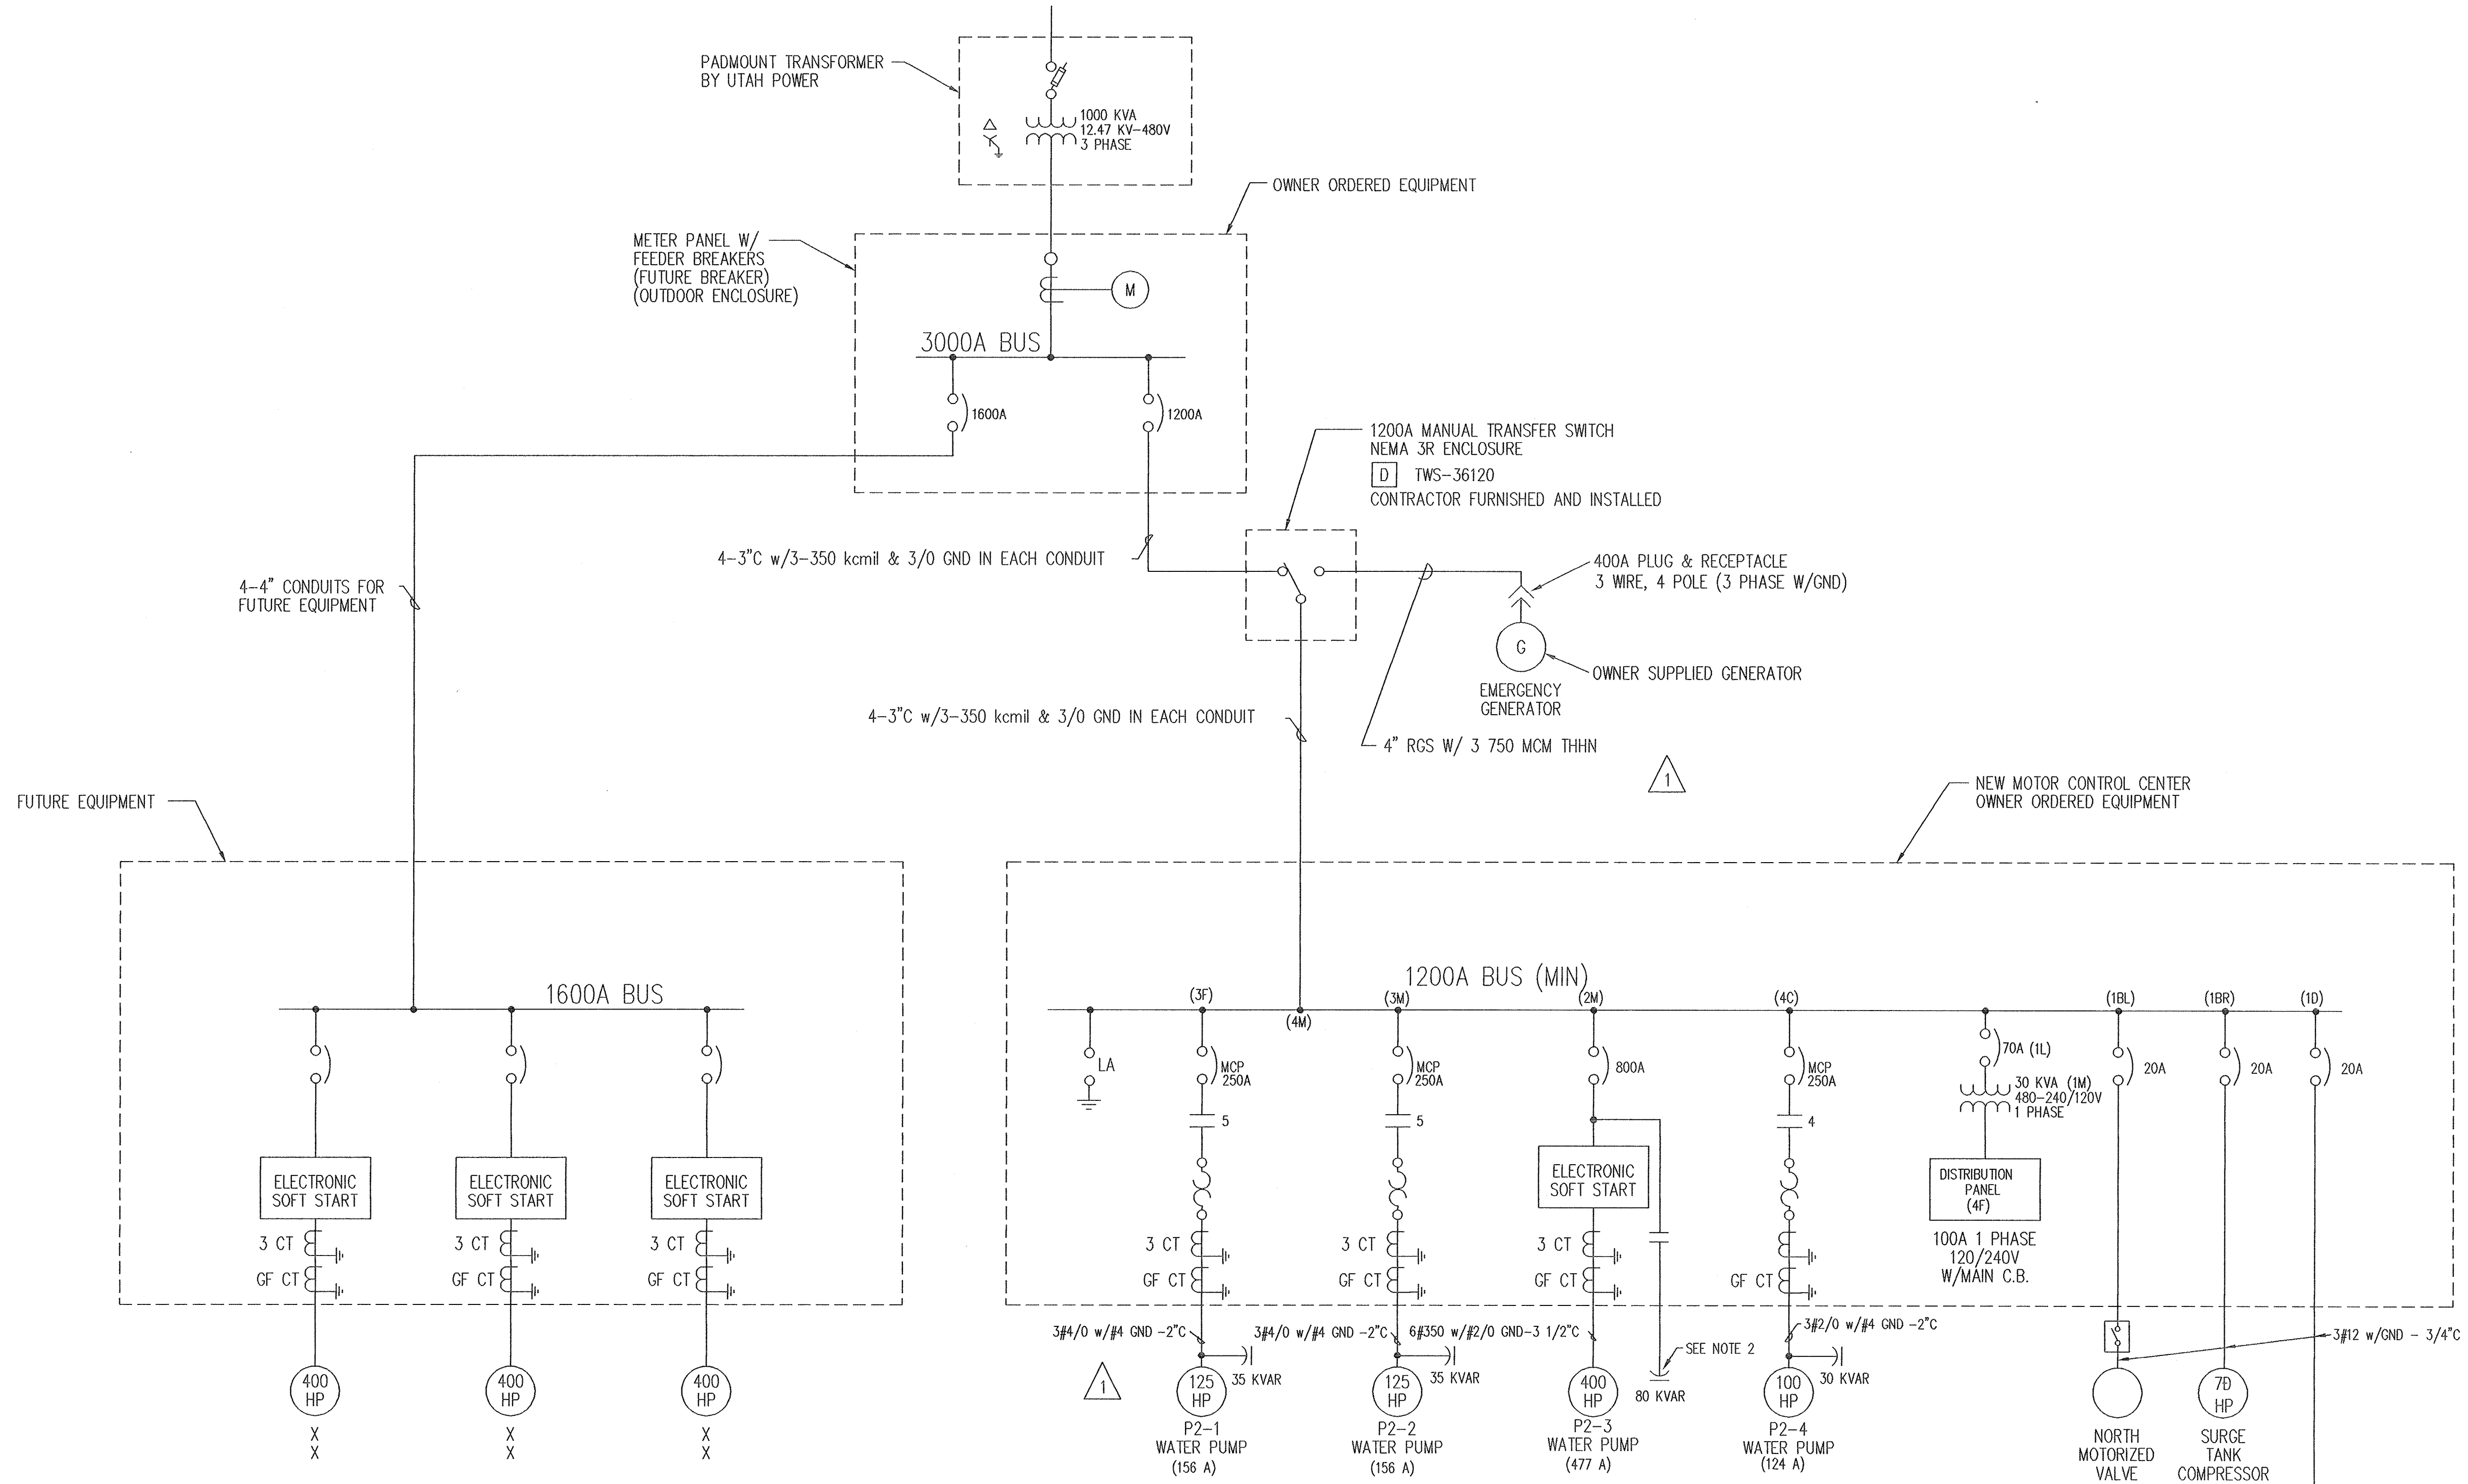 PADMOUNT TRANSFORMER
BY UTAH POWER
1000 KVA
12.47 KV-480V
3 PHASE
OWNER ORDERED EQUIPMENT
METER PANEL W/
FEEDER BREAKERS
(FUTURE BREAKER)
(OUTDOOR ENCLOSURE)
M
3000A BUS
1600A
1200A
1200A MANUAL TRANSFER SWITCH
NEMA 3R ENCLOSURE
D TWS-36120
CONTRACTOR FURNISHED AND INSTALLED
4-3"C w/3-350 kcmil & 3/0 GND IN EACH CONDUIT
400A PLUG & RECEPTACLE
3 WIRE, 4 POLE (3 PHASE W/GND)
4-4" CONDUITS FOR
FUTURE EQUIPMENT
G
OWNER SUPPLIED GENERATOR
EMERGENCY
GENERATOR
4-3"C w/3-350 kcmil & 3/0 GND IN EACH CONDUIT
4" RGS W/ 3 750 MCM THHN
1
FUTURE EQUIPMENT
NEW MOTOR CONTROL CENTER
OWNER ORDERED EQUIPMENT
1600A BUS
ELECTRONIC
SOFT START
3 CT
GF CT
400
HP
X
X
ELECTRONIC
SOFT START
3 CT
GF CT
400
HP
X
X
ELECTRONIC
SOFT START
3 CT
GF CT
400
HP
X
X
1200A BUS (MIN)
(4M)
LA
(3F)
MCP
250A
5
3 CT
GF CT
3#4/0 w/#4 GND -2"C
35 KVAR
1
125
HP
P2-1
WATER PUMP
(156 A)
(3M)
MCP
250A
5
3 CT
GF CT
3#4/0 w/#4 GND -2"C
35 KVAR
125
HP
P2-2
WATER PUMP
(156 A)
(2M)
800A
ELECTRONIC
SOFT START
3 CT
GF CT
6#350 w/#2/0 GND-3 1/2"C
SEE NOTE 2
80 KVAR
400
HP
P2-3
WATER PUMP
(477 A)
(4C)
MCP
250A
4
GF CT
3#2/0 w/#4 GND -2"C
30 KVAR
100
HP
P2-4
WATER PUMP
(124 A)
70A (1L)
30 KVA (1M)
480-240/120V
1 PHASE
DISTRIBUTION
PANEL
(4F)
100A 1 PHASE
120/240V
W/MAIN C.B.
(1BL)
20A
NORTH
MOTORIZED
VALVE
(1BR)
20A
7Đ
HP
SURGE
TANK
COMPRESSOR
(1D)
20A
3#12 w/GND - 3/4"C